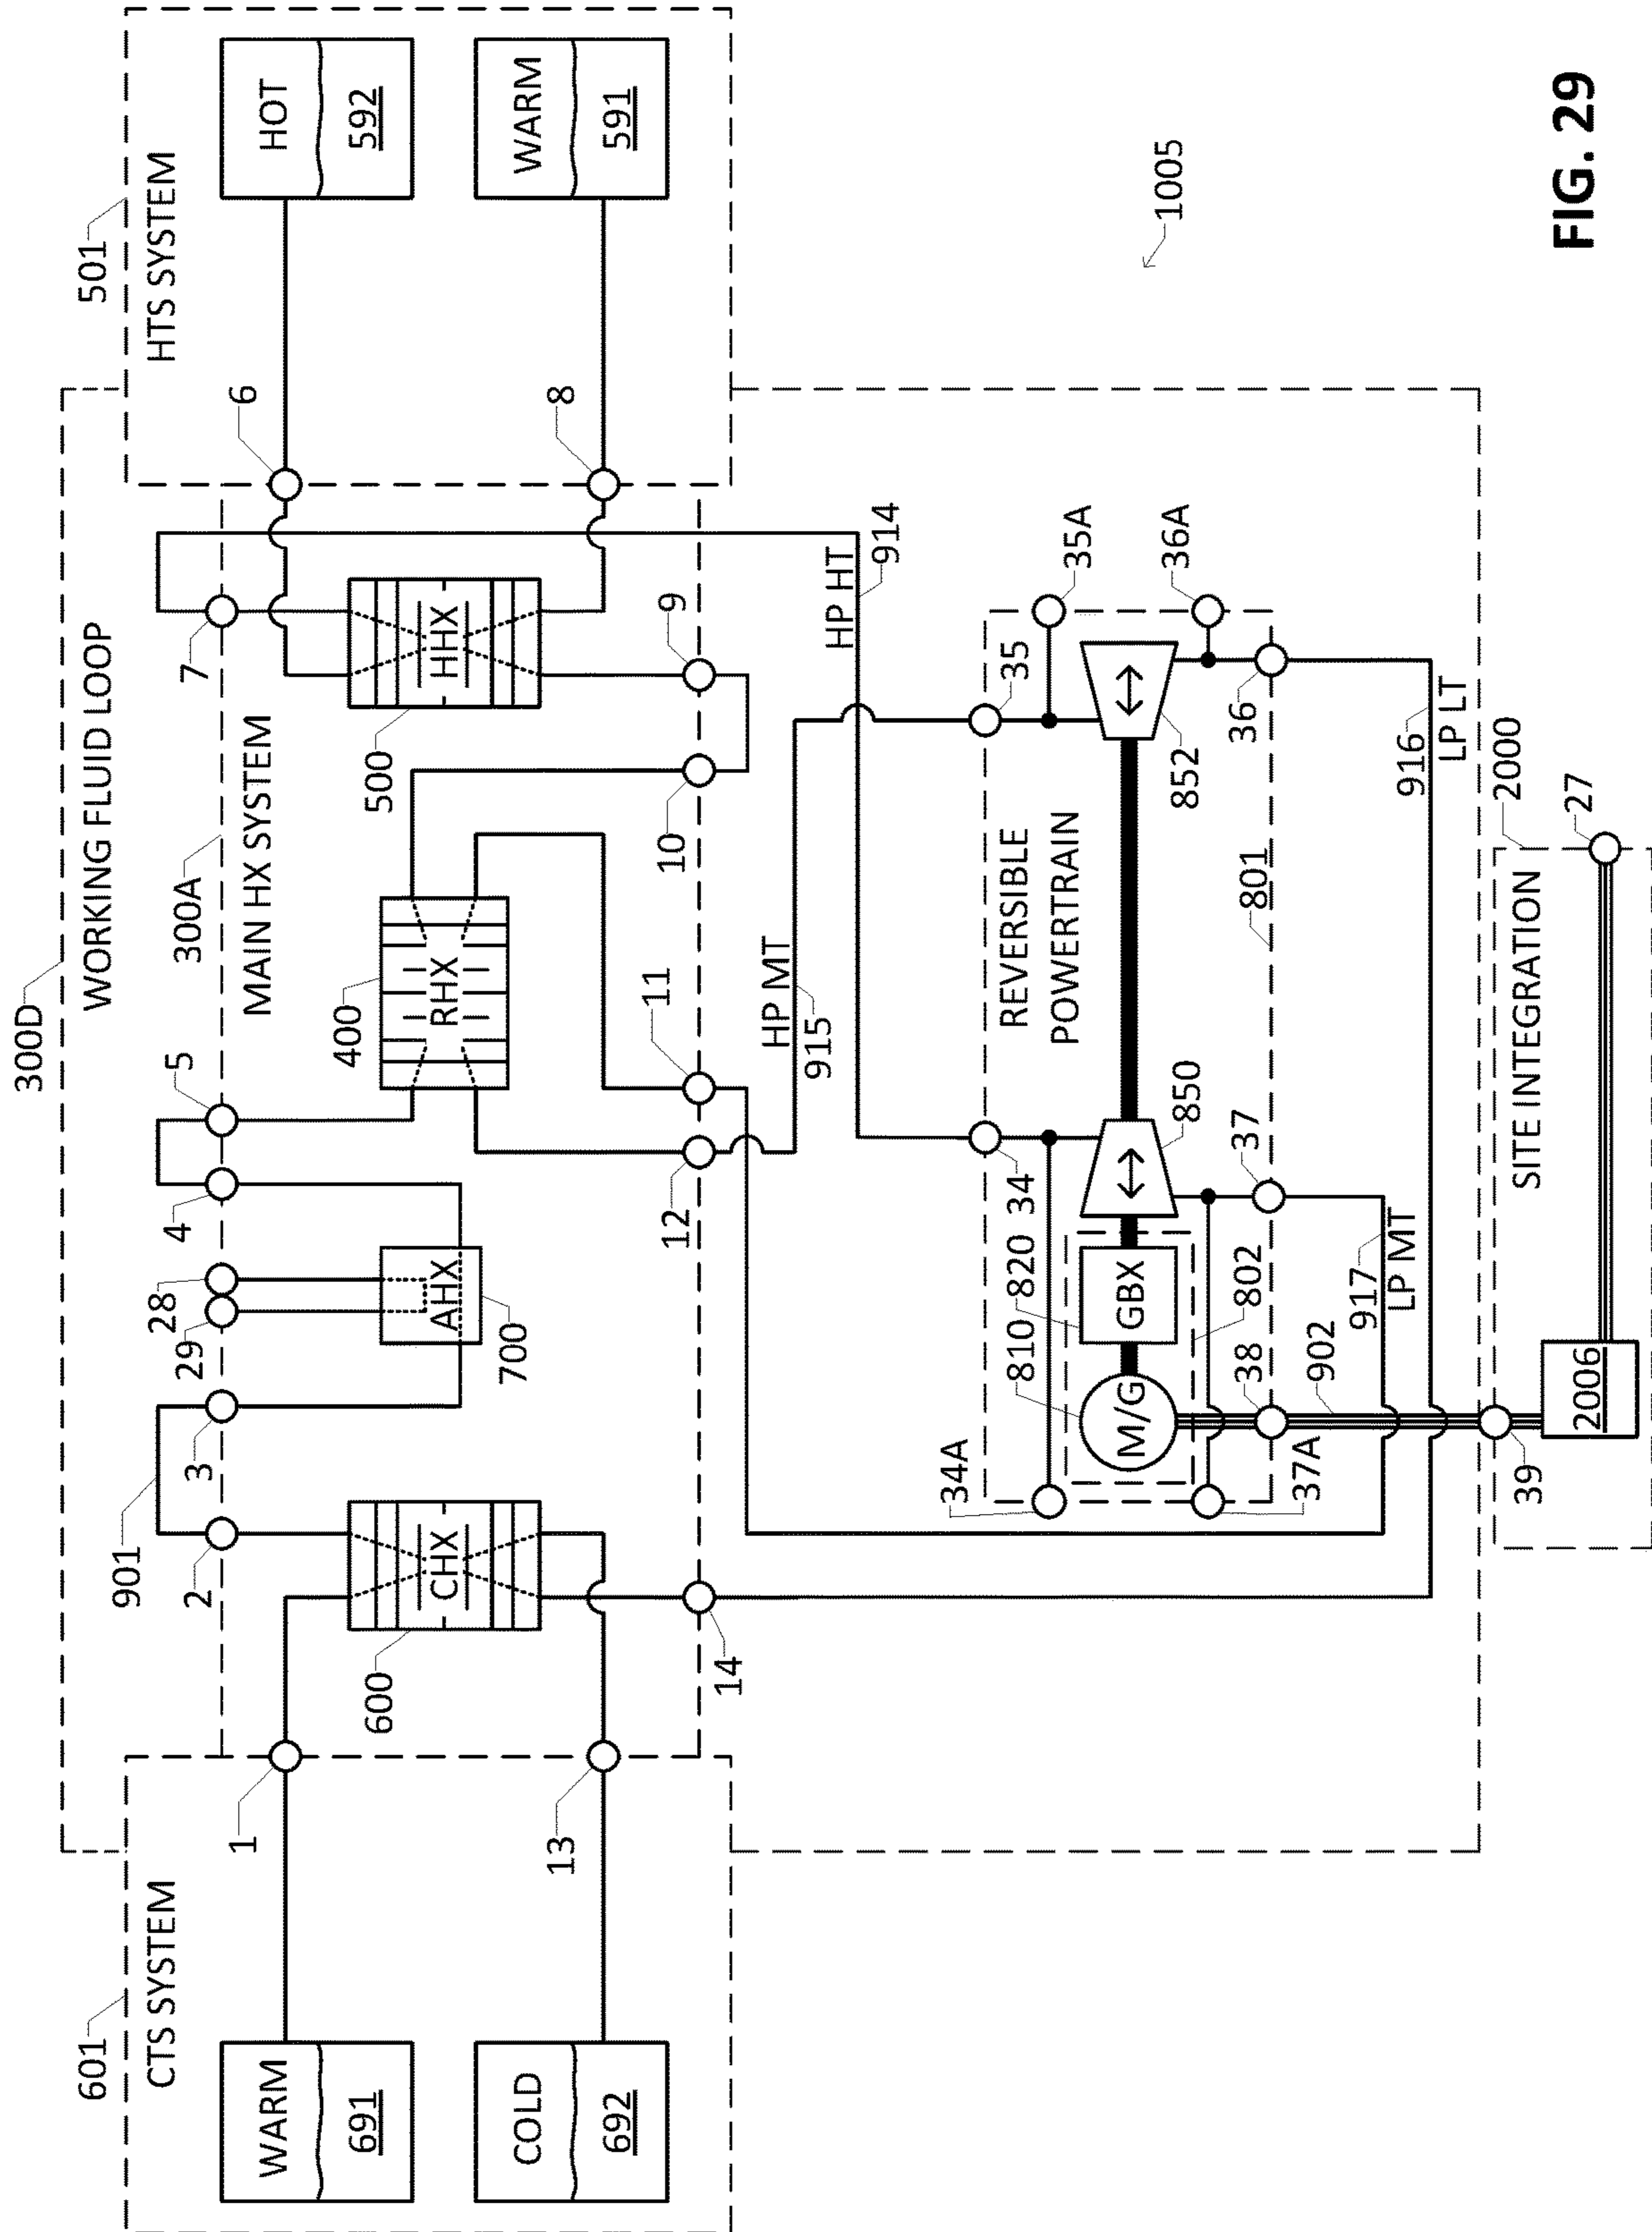 300D
WORKING FLUID LOOP
601
CTS SYSTEM
WARM
691
COLD
692
1
13
901
2
3
29
28
4
5
300A
MAIN HX SYSTEM
7
6
8
501
HTS SYSTEM
HOT
592
WARM
591
600
CHX
700
AHX
400
RHX
500
HHX
14
12
11
10
9
HP MT
915
HP HT
914
34A
810
820
34
REVERSIBLE
POWERTRAIN
35
35A
M/G
GBX
850
852
36A
37A
38
802
37
801
36
902
917
LP MT
916
LP LT
39
2006
SITE INTEGRATION
2000
27
1005
FIG. 29